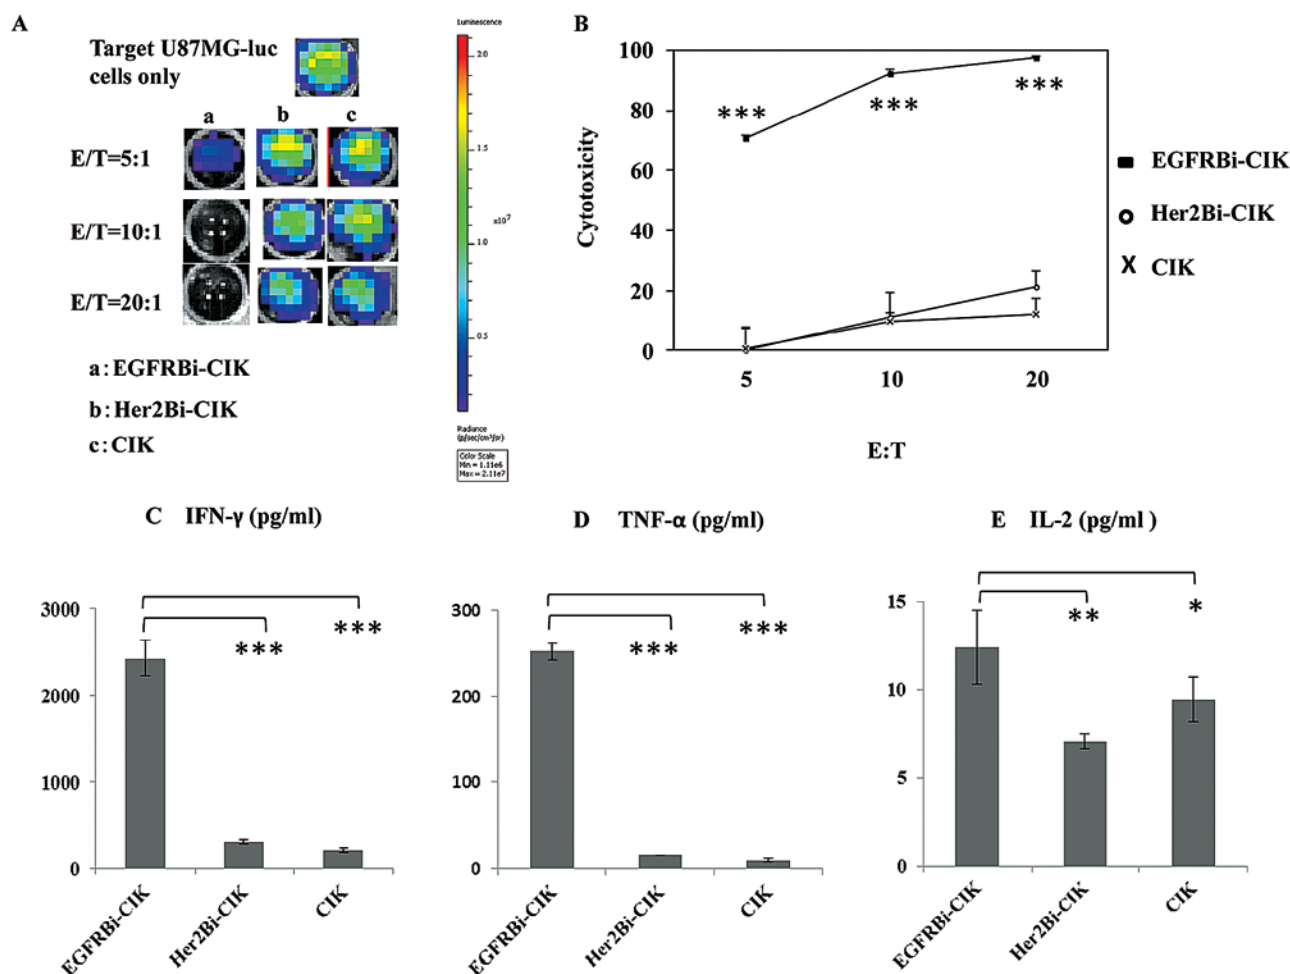 A
Target U87MG-luc
cells only
a b c
E/T=5:1
E/T=10:1
E/T=20:1
a: EGFRBi-CIK
b: Her2Bi-CIK
c: CIK
Luminescence
2.0
1.5
x10⁷
1.0
0.5
Radiance
(p/sec/cm²/sr)
Color Scale
Min = 1.11e6
Max = 2.11e7
B
Cytotoxicity
100
80
60
40
20
0
***
***
***
5 10 20
E:T
EGFRBi-CIK
Her2Bi-CIK
CIK
C IFN-γ (pg/ml)
3000
2000
1000
0
***
***
EGFRBi-CIK
Her2Bi-CIK
CIK
D TNF-α (pg/ml)
300
200
100
0
***
***
EGFRBi-CIK
Her2Bi-CIK
CIK
E IL-2 (pg/ml )
15
10
5
0
**
*
EGFRBi-CIK
Her2Bi-CIK
CIK